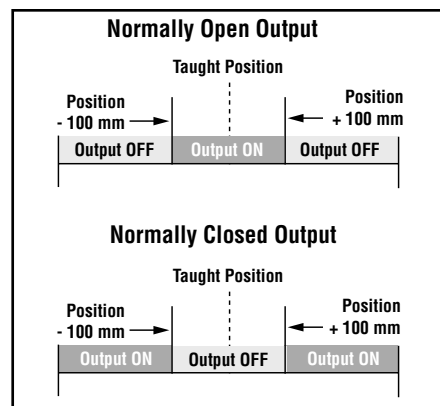 Normally Open Output
Taught Position
Position
- 100 mm
Position
+ 100 mm
Output OFF
Output ON
Output OFF
Normally Closed Output
Taught Position
Position
- 100 mm
Position
+ 100 mm
Output ON
Output OFF
Output ON